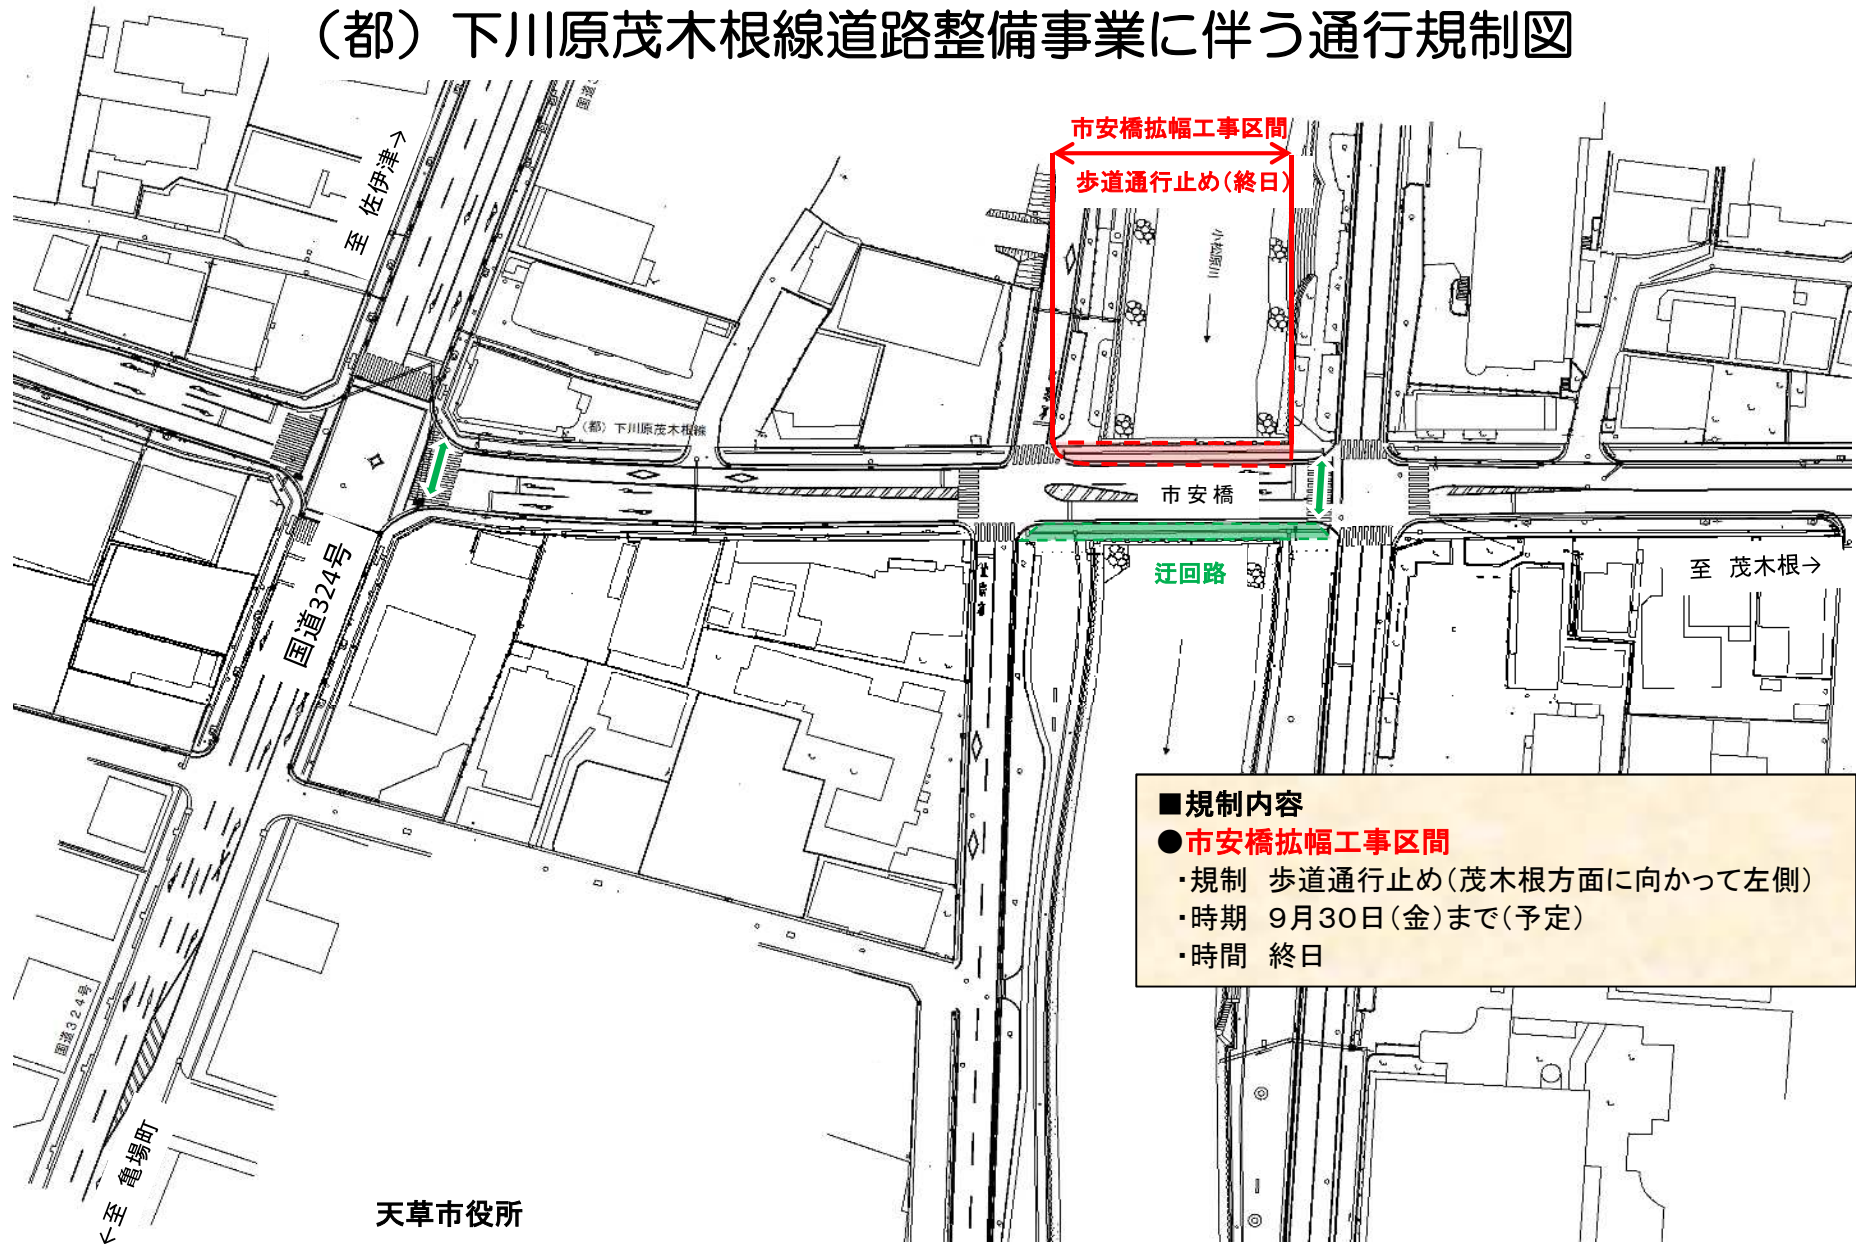 （都）下川原茂木根線道路整備事業に伴う通行規制図
市安橋拡幅工事区間
歩道通行止め（終日）
至 佐伊津→
小松原川
（都）下川原茂木根線
市安橋
迂回路
至 茂木根→
国道324号
■規制内容
●市安橋拡幅工事区間
・規制 歩道通行止め（茂木根方面に向かって左側）
・時期 9月30日（金）まで（予定）
・時間 終日
国道324号
←至 亀場町
天草市役所